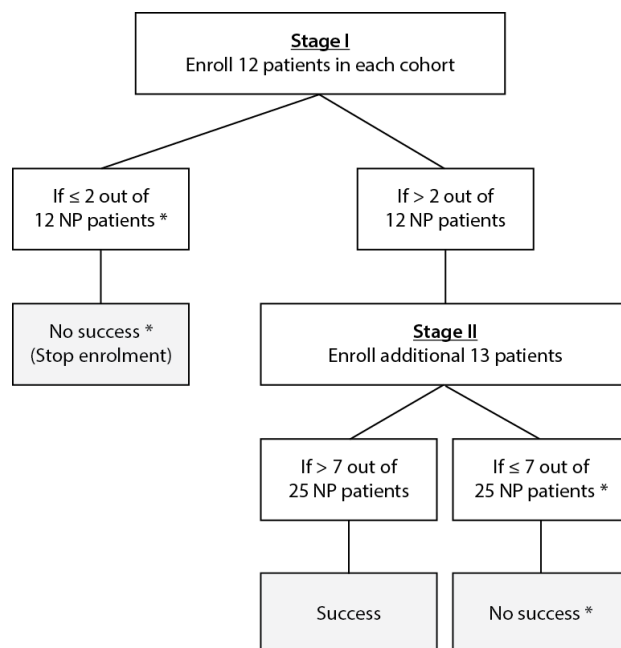 Stage I
Enroll 12 patients in each cohort
If ≤ 2 out of
12 NP patients *
If > 2 out of
12 NP patients
No success *
(Stop enrolment)
Stage II
Enroll additional 13 patients
If > 7 out of
25 NP patients
If ≤ 7 out of
25 NP patients *
Success
No success *